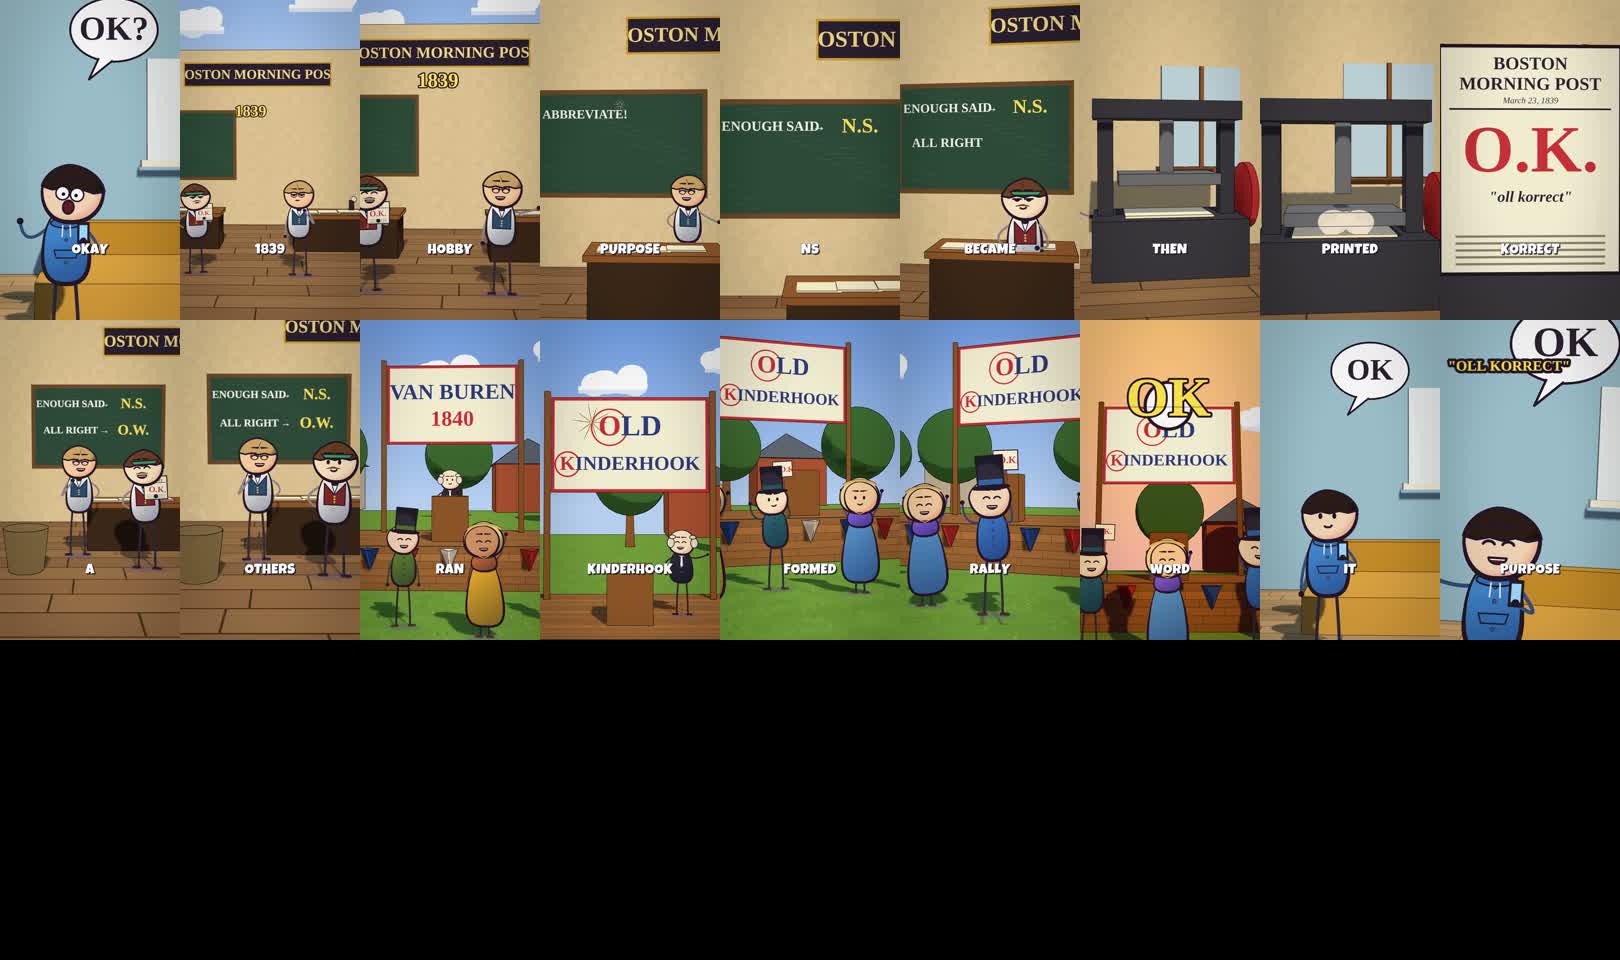 OK?
OKAY
OSTON MORNING POS
1839
O.K.
1839
OSTON MORNING POS
1839
O.K.
HOBBY
OSTON M
ABBREVIATE!
PURPOSE
OSTON
ENOUGH SAID-
N.S.
NS
OSTON M
ENOUGH SAID-
N.S.
ALL RIGHT
BECAME
THEN
PRINTED
BOSTON
MORNING POST
March 23, 1839
O.K.
"oll korrect"
KORRECT
OSTON M
ENOUGH SAID-
N.S.
ALL RIGHT →
O.W.
O.K.
A
OSTON M
ENOUGH SAID-
N.S.
ALL RIGHT →
O.W.
OTHERS
VAN BUREN
1840
RAN
OLD
KINDERHOOK
KINDERHOOK
OLD
KINDERHOOK
O.K.
FORMED
OLD
KINDERHOOK
O.K.
RALLY
OK
OLD
KINDERHOOK
WORD
OK
IT
OK
"OLL KORRECT"
PURPOSE